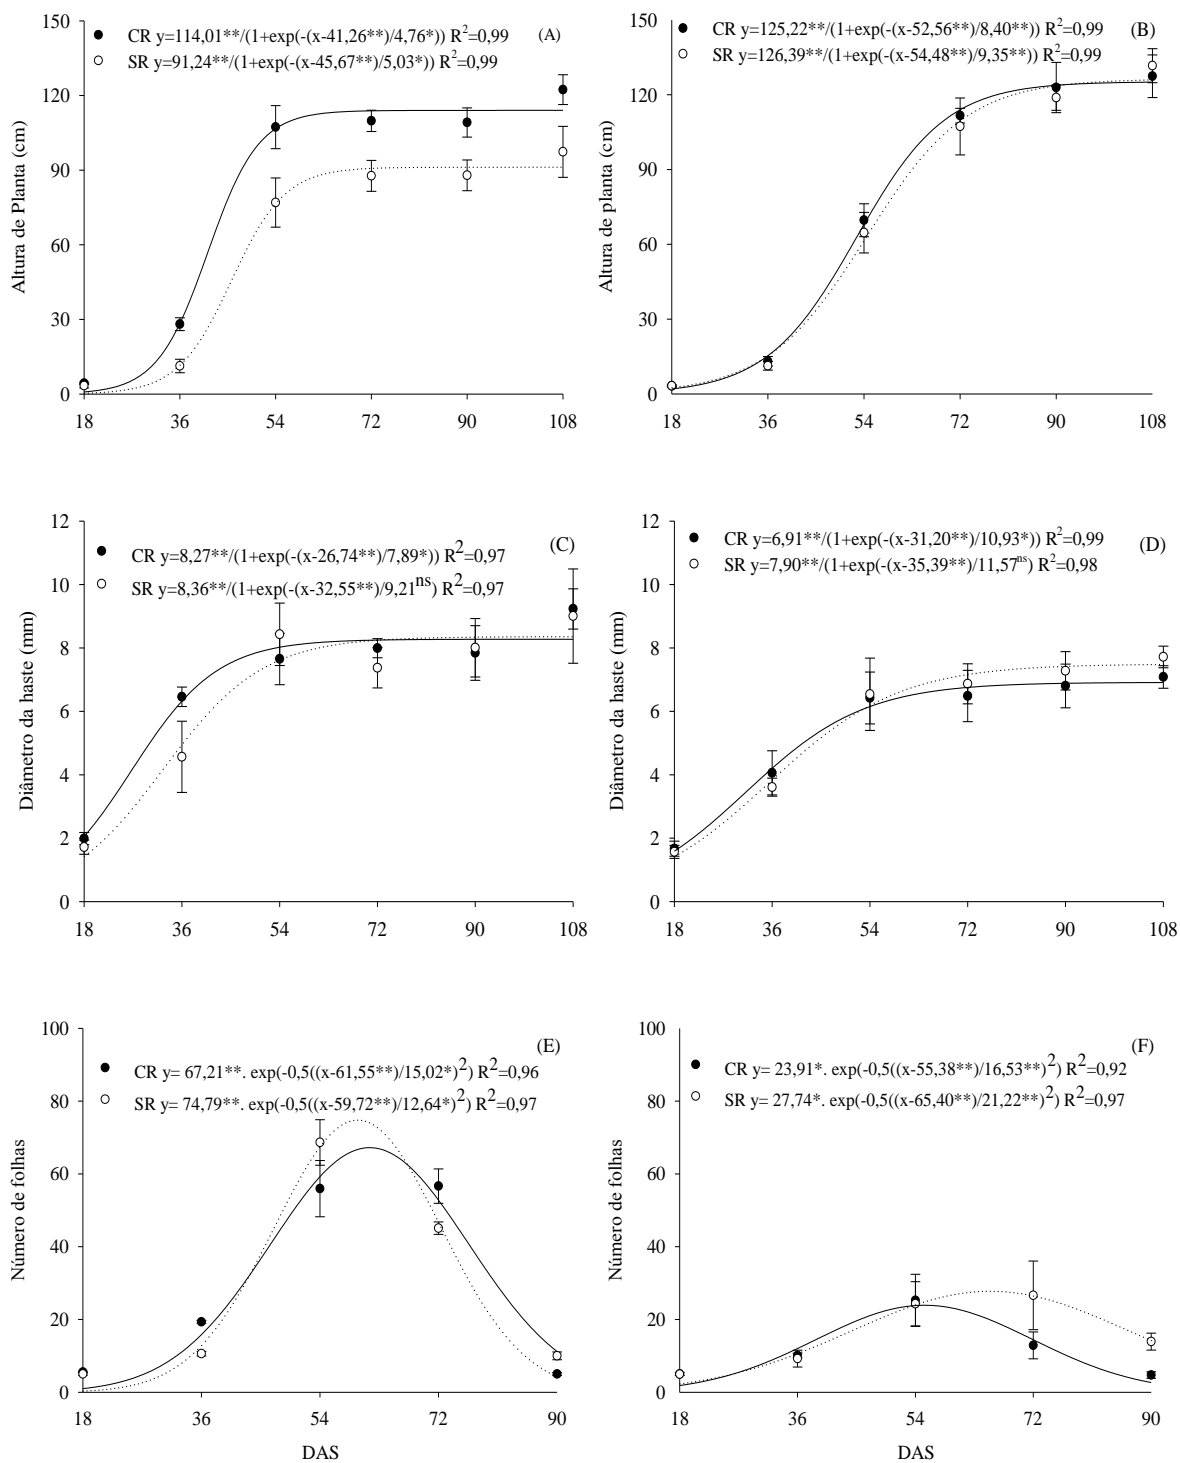 150
120
90
60
30
0
Altura de Planta (cm)
CR y=114,01**/(1+exp(-(x-41,26**)/4,76*)) R²=0,99
(A)
SR y=91,24**/(1+exp(-(x-45,67**)/5,03*)) R²=0,99
18 36 54 72 90 108
150
120
90
60
30
0
Altura de planta (cm)
CR y=125,22**/(1+exp(-(x-52,56**)/8,40**)) R²=0,99
(B)
SR y=126,39**/(1+exp(-(x-54,48**)/9,35**)) R²=0,99
18 36 54 72 90 108
12
10
8
6
4
2
0
Diâmetro da haste (mm)
CR y=8,27**/(1+exp(-(x-26,74**)/7,89*)) R²=0,97
(C)
SR y=8,36**/(1+exp(-(x-32,55**)/9,21ns) R²=0,97
18 36 54 72 90 108
12
10
8
6
4
2
0
Diâmetro da haste (mm)
CR y=6,91**/(1+exp(-(x-31,20**)/10,93*)) R²=0,99
(D)
SR y=7,90**/(1+exp(-(x-35,39**)/11,57ns) R²=0,98
18 36 54 72 90 108
100
80
60
40
20
0
Número de folhas
(E)
CR y= 67,21**. exp(-0,5((x-61,55**)/15,02*)²) R²=0,96
SR y= 74,79**. exp(-0,5((x-59,72**)/12,64*)²) R²=0,97
18 36 54 72 90
DAS
100
80
60
40
20
0
Número de folhas
(F)
CR y= 23,91*. exp(-0,5((x-55,38**)/16,53**)²) R²=0,92
SR y= 27,74*. exp(-0,5((x-65,40**)/21,22**)²) R²=0,97
18 36 54 72 90
DAS